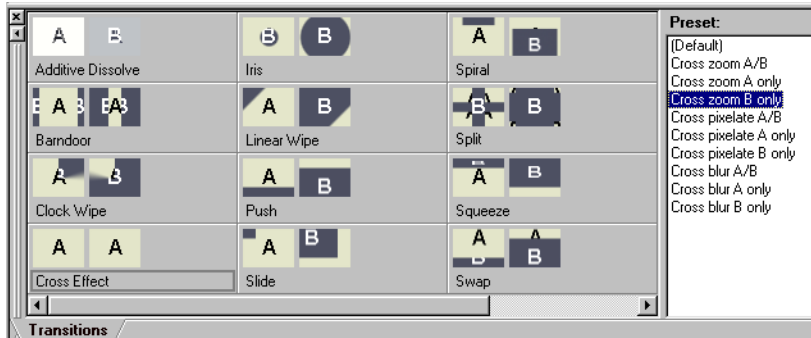 A B A B A B
Additive Dissolve Iris Spiral
B A B B A B A B B B
Barndoor Linear Wipe Split
A B A B A B
Clock Wipe Push Squeeze
A A A B A B A B
Cross Effect Slide Swap
Transitions
Preset:
(Default)
Cross zoom A/B
Cross zoom A only
Cross zoom B only
Cross pixelate A/B
Cross pixelate A only
Cross pixelate B only
Cross blur A/B
Cross blur A only
Cross blur B only